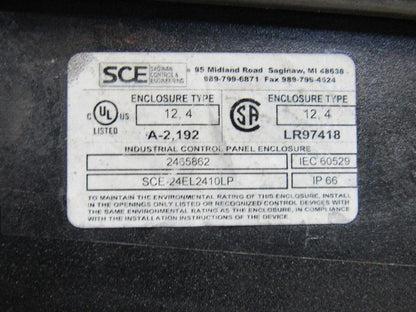 SCE SAGINAW CONTROL & ENGINEERING 95 Midland Road Saginaw, MI 48638
989-799-6871 Fax 989-795-4524
C UL US LISTED
ENCLOSURE TYPE
12, 4
A-2,192
SA
ENCLOSURE TYPE
12, 4
LR97418
INDUSTRIAL CONTROL PANEL ENCLOSURE
2465862 IEC 60529
SCE-24EL2410LP IP 66
TO MAINTAIN THE ENVIRONMENTAL RATING OF THIS ENCLOSURE, INSTALL
IN THE OPENINGS ONLY LISTED OR RECOGNIZED CONTROL DEVICES WITH
THE SAME ENVIRONMENTAL RATING AS THE ENCLOSURE, IN COMPLIANCE
WITH THE INSTALLATION INSTRUCTIONS OF THE DEVICE.